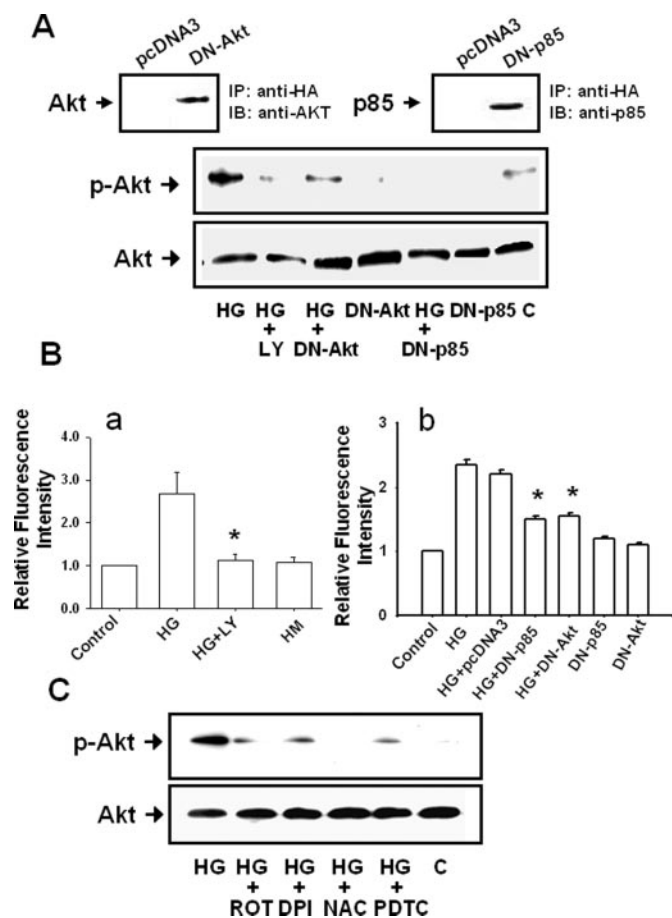 A
pcDNA3
DN-Akt
pcDNA3
DN-p85
Akt
IP: anti-HA
IB: anti-AKT
p85
IP: anti-HA
IB: anti-p85
p-Akt
Akt
HG HG HG DN-Akt HG DN-p85 C
+ + +
LY DN-Akt DN-p85
B
a
Relative Fluorescence
Intensity
4.0
3.0
2.0
1.0
0.0
*
Control
HG
HG+LY
HM
b
Relative Fluorescence
Intensity
3
2
1
0
* *
Control
HG
HG+pcDNA3
HG+DN-p85
HG+DN-Akt
DN-p85
DN-Akt
C
p-Akt
Akt
HG HG HG HG HG C
+ + + +
ROT DPI NAC PDTC